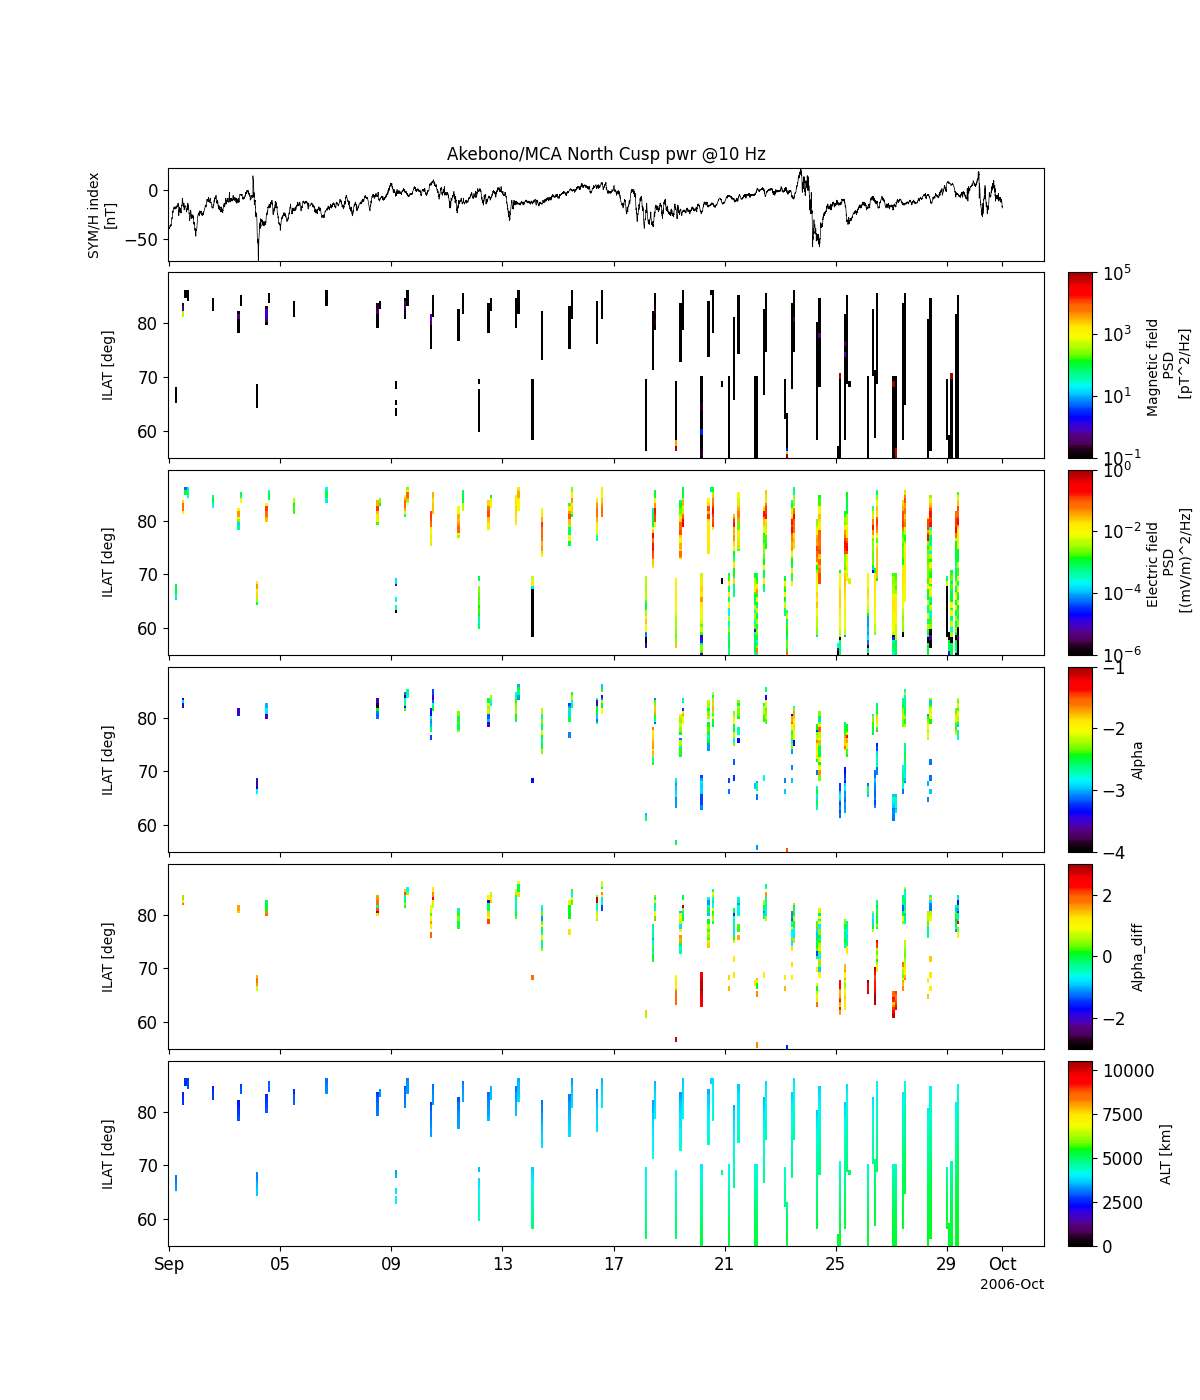 Akebono/MCA North Cusp pwr @10 Hz
SYM/H index
[nT]
0
−50
ILAT [deg]
80
70
60
10^5
10^3
10^1
10^−1
Magnetic field
PSD
[pT^2/Hz]
ILAT [deg]
80
70
60
10^0
10^−2
10^−4
10^−6
Electric field
PSD
[(mV/m)^2/Hz]
ILAT [deg]
80
70
60
−1
−2
−3
−4
Alpha
ILAT [deg]
80
70
60
2
0
−2
Alpha_diff
ILAT [deg]
80
70
60
10000
7500
5000
2500
0
ALT [km]
Sep 05 09 13 17 21 25 29 Oct
2006-Oct